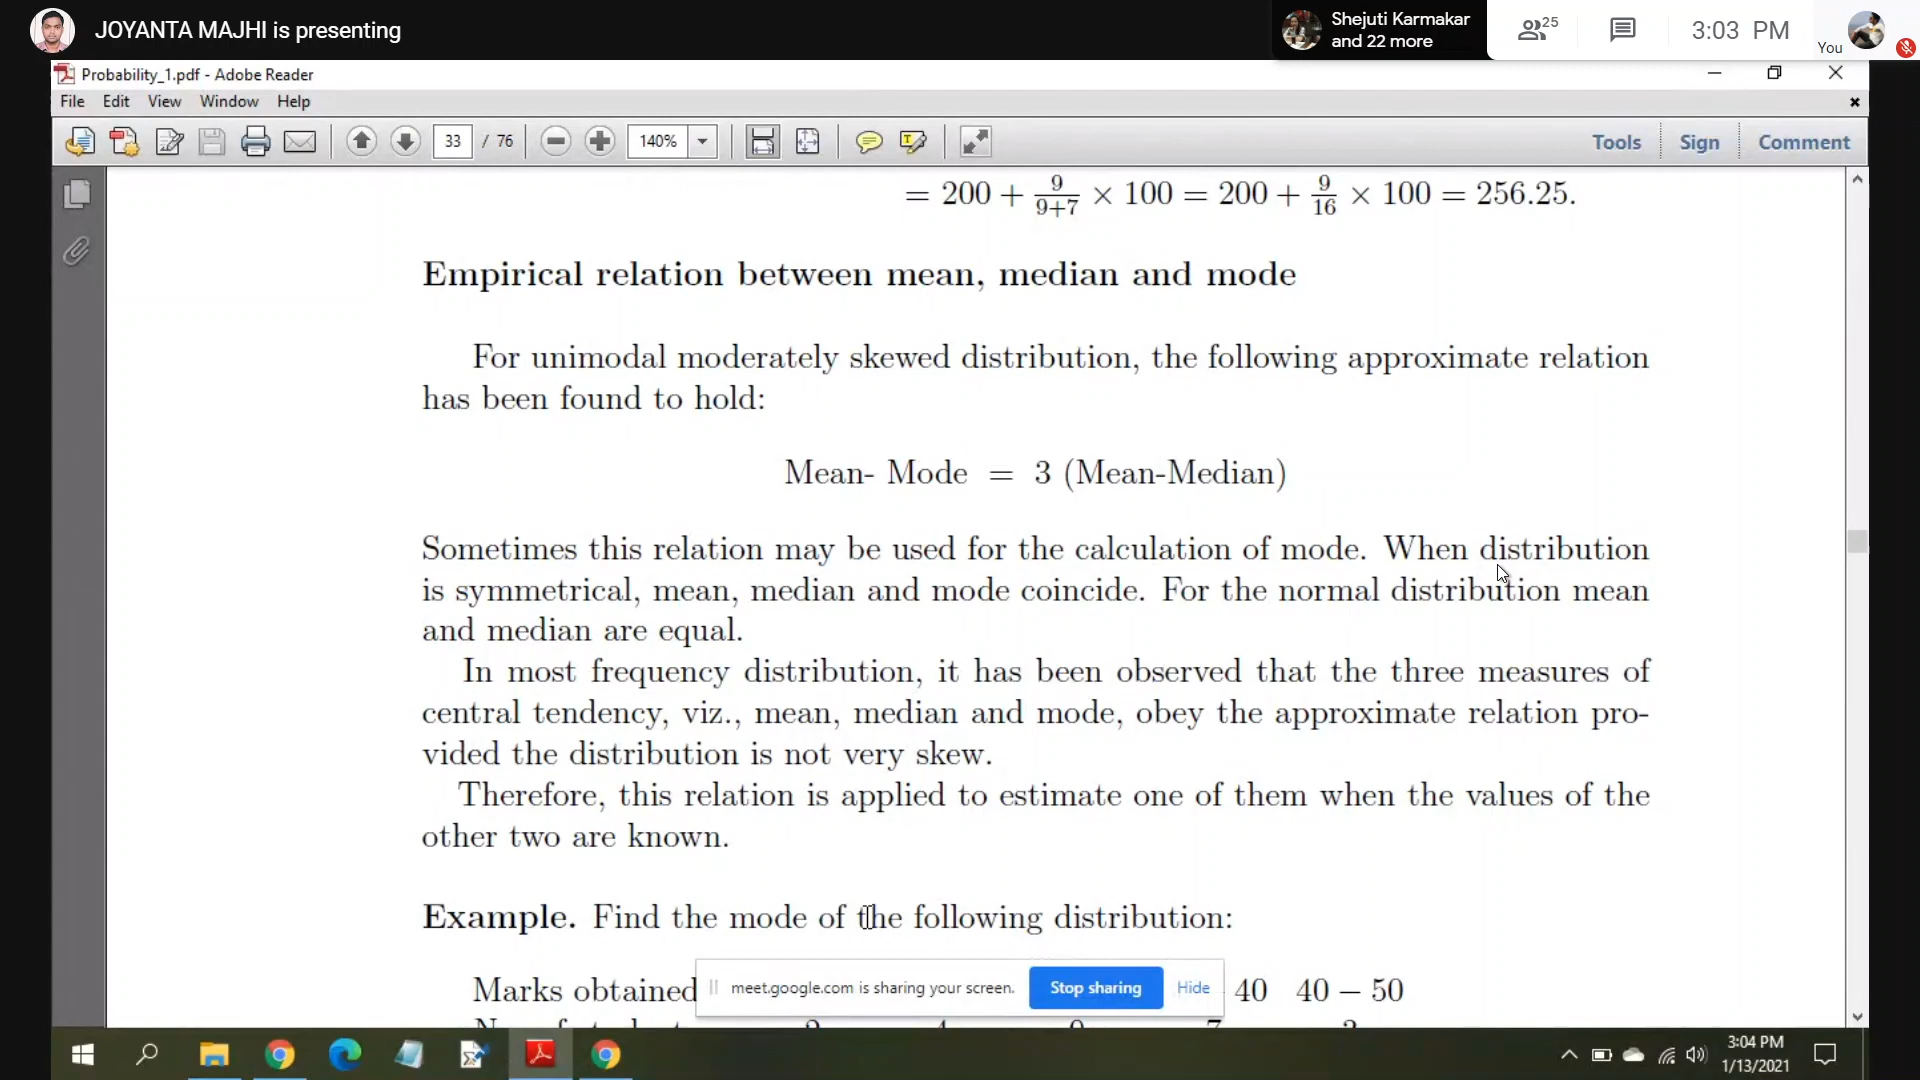 JOYANTA MAJHI is presenting
Shejuti Karmakar
and 22 more
25
3:03 PM
You
Probability_1.pdf - Adobe Reader
File Edit View Window Help
33 / 76 140% Tools Sign Comment
= 200 + 9/9+7 × 100 = 200 + 9/16 × 100 = 256.25.
Empirical relation between mean, median and mode
For unimodal moderately skewed distribution, the following approximate relation
has been found to hold:
Mean- Mode = 3 (Mean-Median)
Sometimes this relation may be used for the calculation of mode. When distribution
is symmetrical, mean, median and mode coincide. For the normal distribution mean
and median are equal.
In most frequency distribution, it has been observed that the three measures of
central tendency, viz., mean, median and mode, obey the approximate relation pro-
vided the distribution is not very skew.
Therefore, this relation is applied to estimate one of them when the values of the
other two are known.
Example. Find the mode of the following distribution:
Marks obtained 40 40 – 50
meet.google.com is sharing your screen. Stop sharing Hide
3:04 PM
1/13/2021